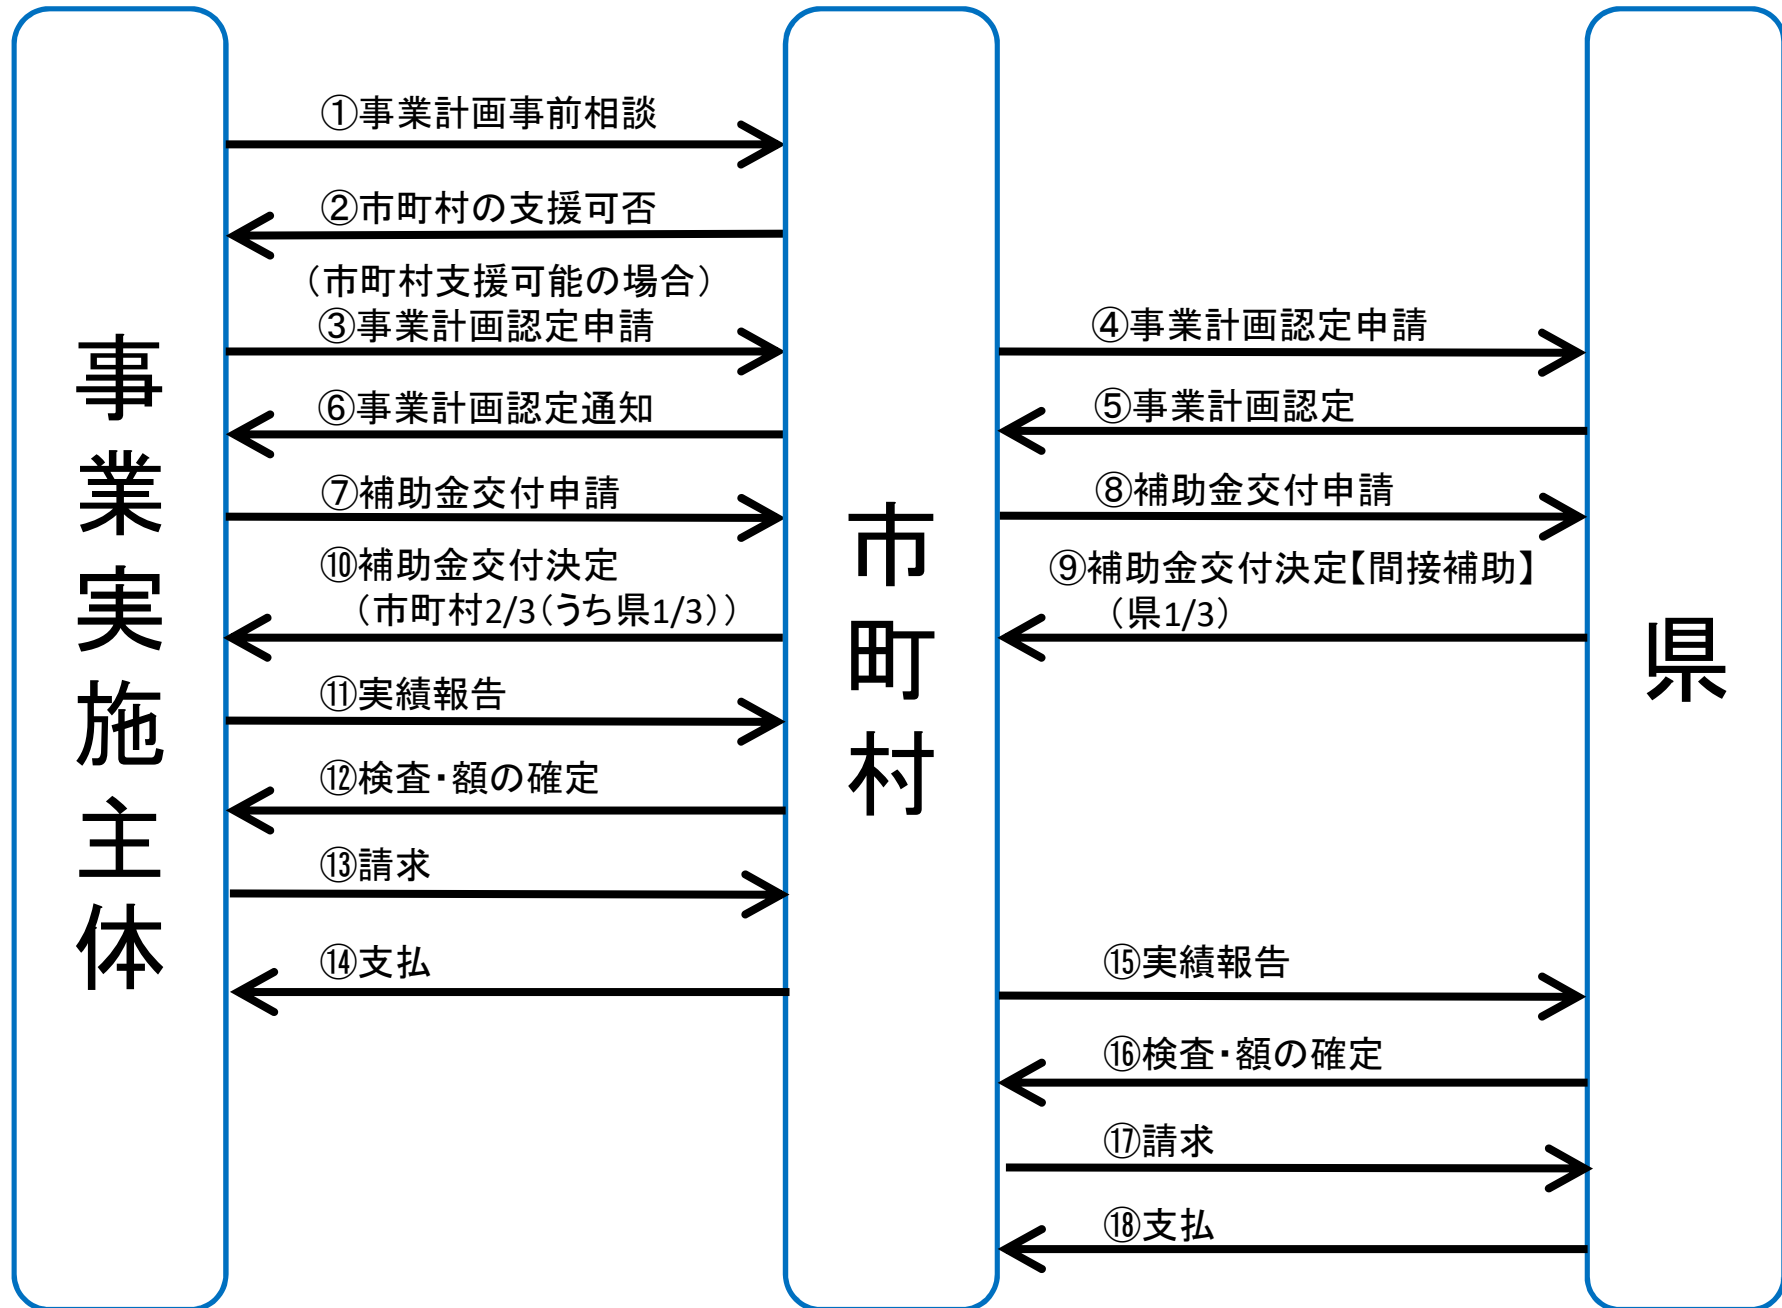 事業実施主体
①事業計画事前相談
②市町村の支援可否
（市町村支援可能の場合）
③事業計画認定申請
⑥事業計画認定通知
⑦補助金交付申請
⑩補助金交付決定
（市町村2/3（うち県1/3））
⑪実績報告
⑫検査・額の確定
⑬請求
⑭支払
市町村
④事業計画認定申請
⑤事業計画認定
⑧補助金交付申請
⑨補助金交付決定【間接補助】
（県1/3）
⑮実績報告
⑯検査・額の確定
⑰請求
⑱支払
県